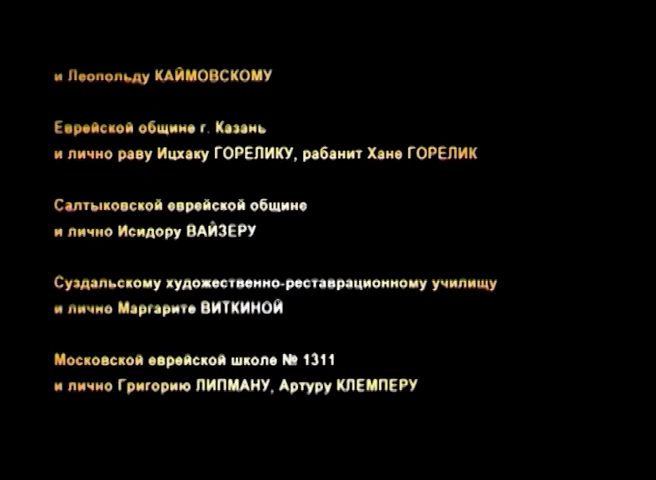 и Леопольду КАЙМОВСКОМУ
Еврейской общине г. Казань
и лично раву Ицхаку ГОРЕЛИКУ, рабанит Хане ГОРЕЛИК
Салтыковской еврейской общине
и лично Исидору ВАЙЗЕРУ
Суздальскому художественно-реставрационному училищу
и лично Маргарите ВИТКИНОЙ
Московской еврейской школе № 1311
и лично Григорию ЛИПМАНУ, Артуру КЛЕМПЕРУ